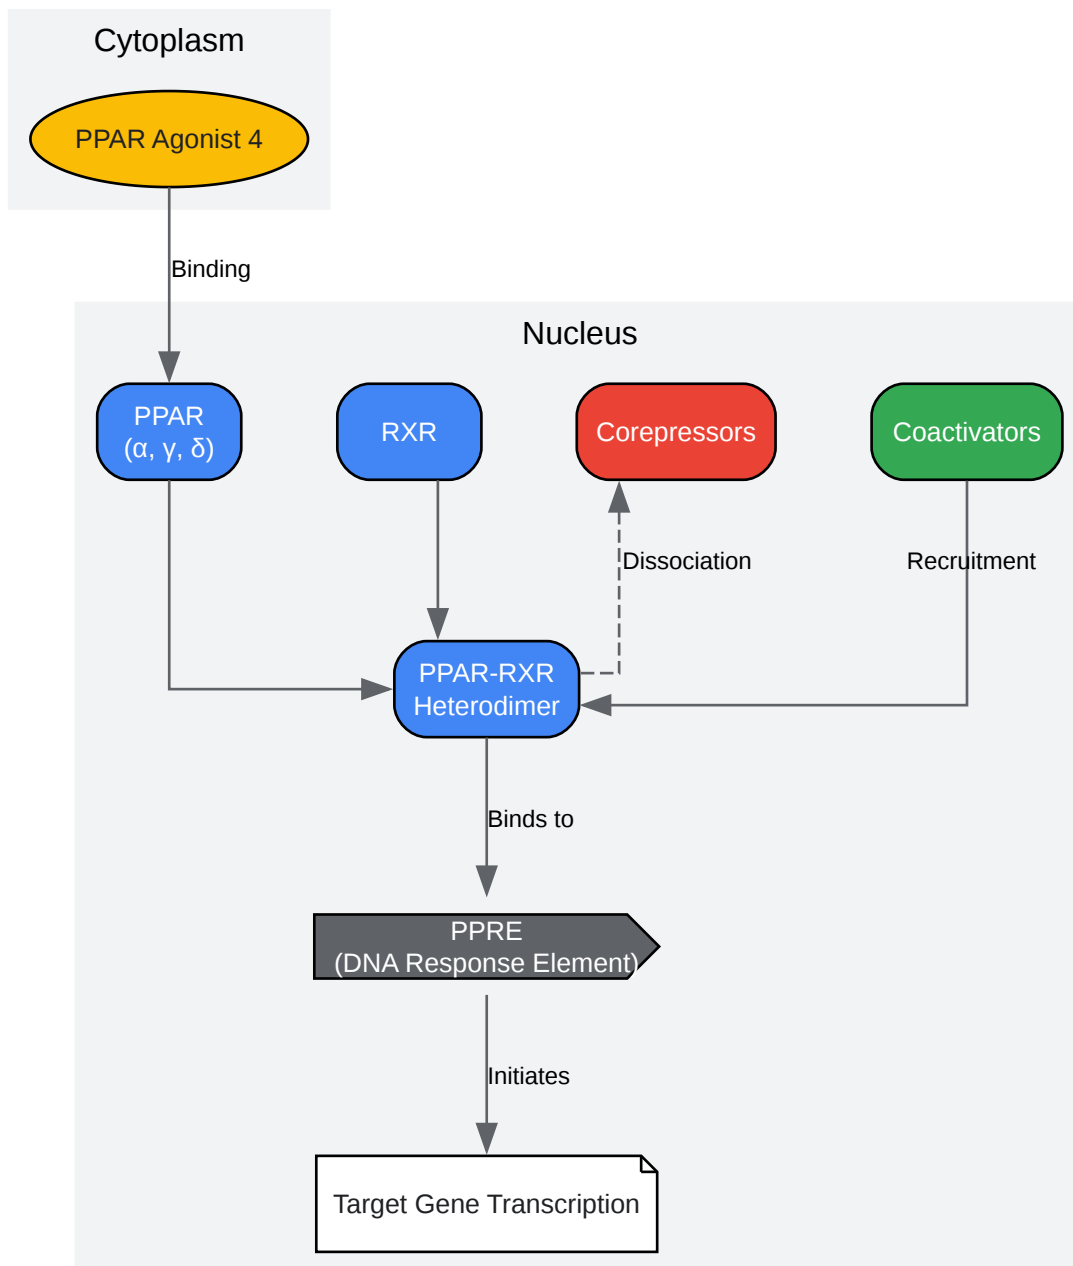 Cytoplasm
PPAR Agonist 4
Binding
Nucleus
PPAR
(α, γ, δ)
RXR
Corepressors
Coactivators
Dissociation
Recruitment
PPAR-RXR
Heterodimer
Binds to
PPRE
(DNA Response Element)
Initiates
Target Gene Transcription